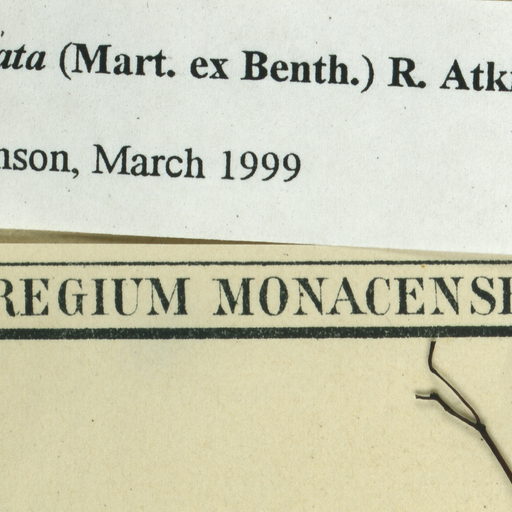 ata (Mart. ex Benth.) R. Atk
nson, March 1999
REGIUM MONACENS